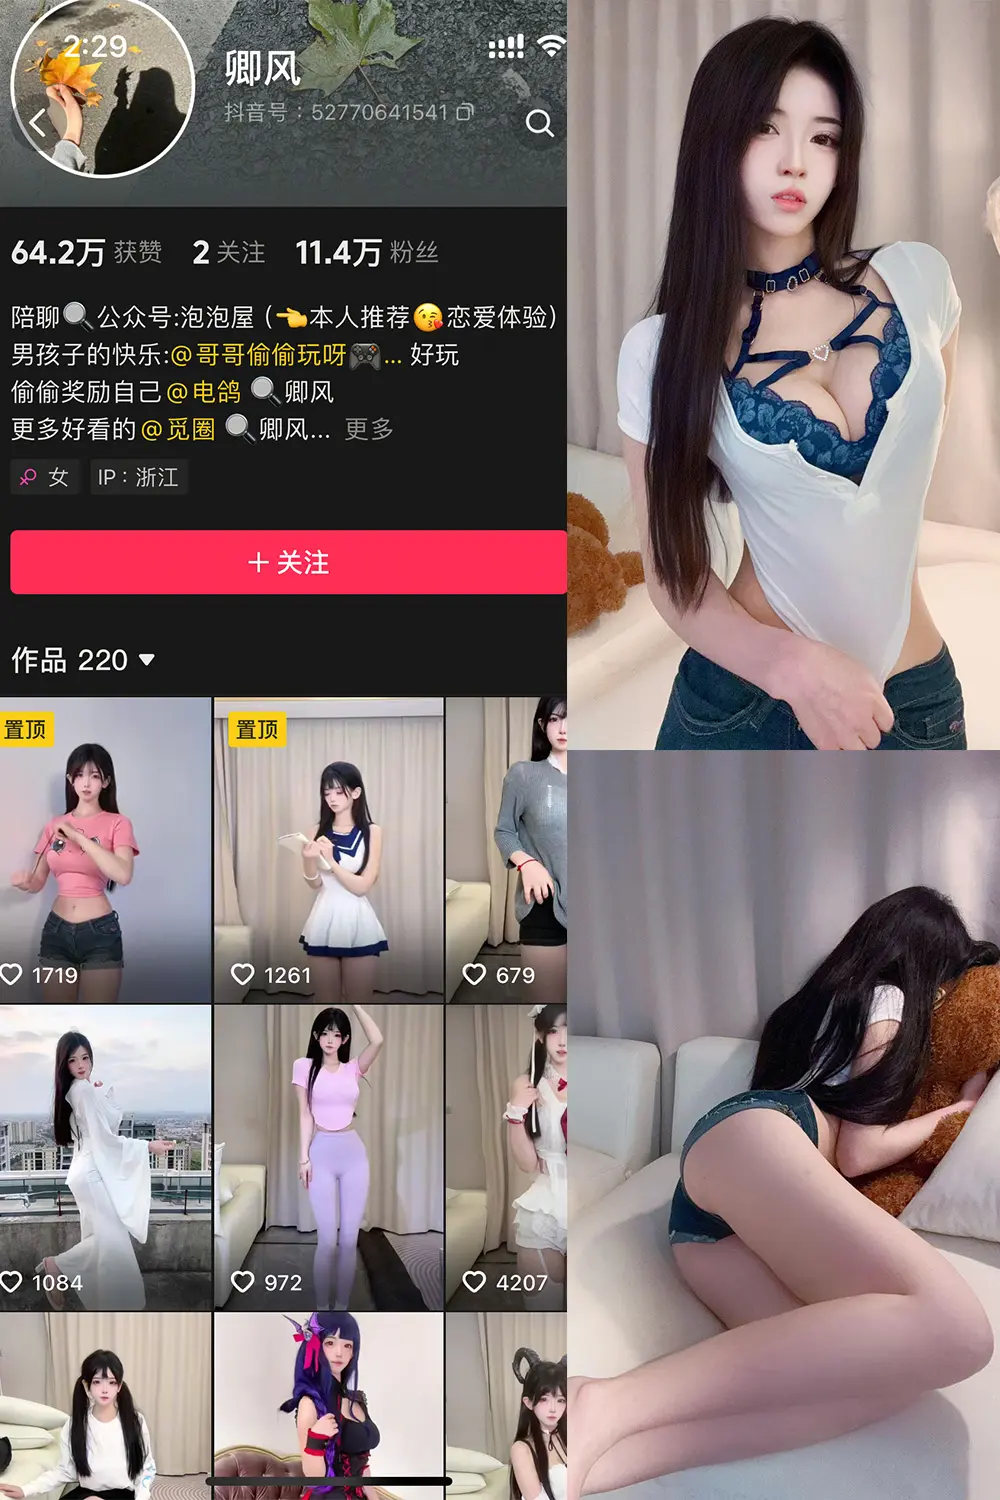 2:29
卿风
抖音号：52770641541
64.2万 获赞 2 关注 11.4万 粉丝
陪聊🔍公众号:泡泡屋 (👈本人推荐😘恋爱体验)
男孩子的快乐:@哥哥偷偷玩呀🎮... 好玩
偷偷奖励自己@电鸽 🔍卿风
更多好看的@觅圈 🔍卿风... 更多
女 IP：浙江
+关注
作品 220
置顶 置顶
1719 1261 679
1084 972 4207